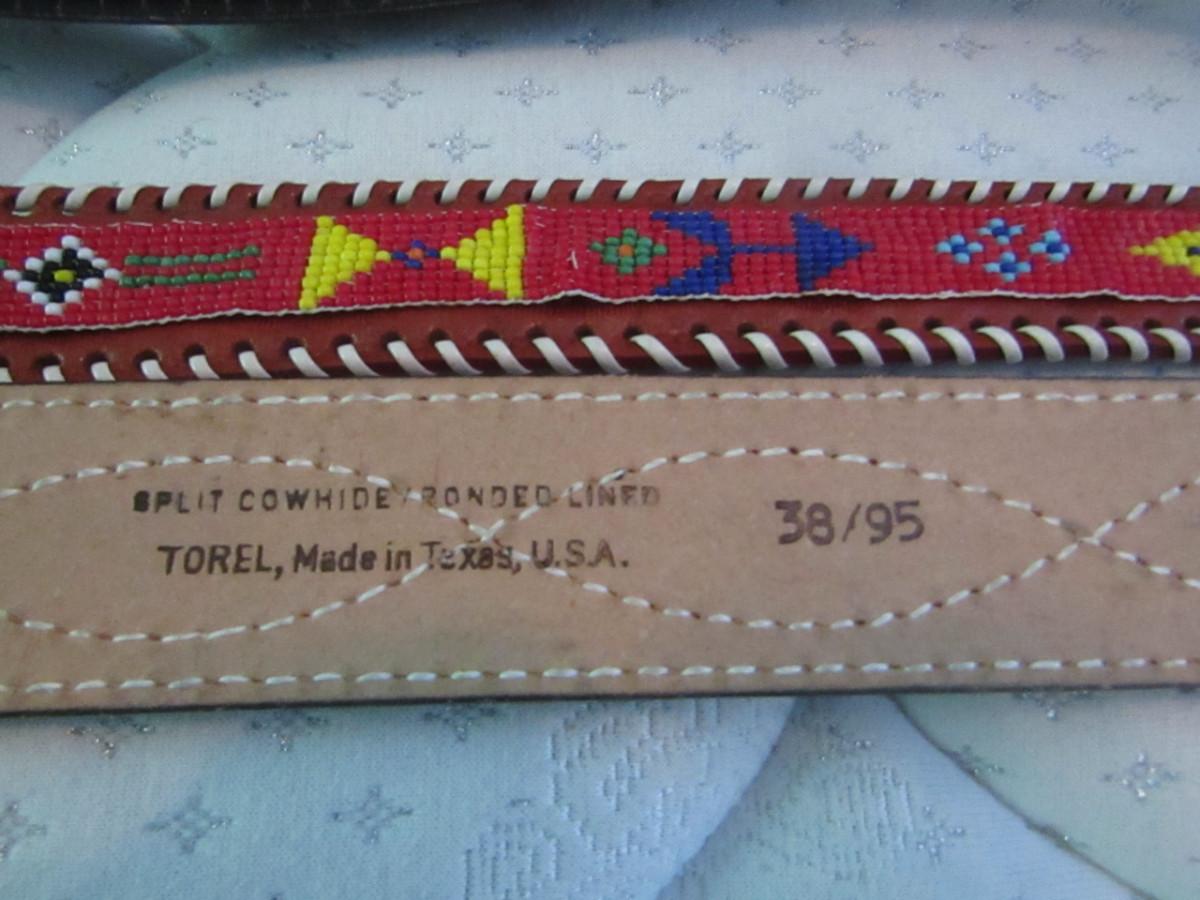 SPLIT COWHIDE/BONDED LINED
TOREL, Made in Texas, U.S.A.
38/95